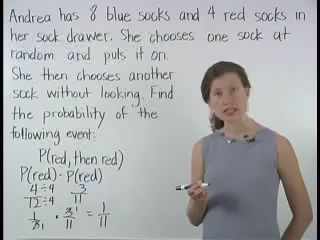 Andrea has 8 blue socks and 4 red socks in
her sock drawer. She chooses one sock at
random and puts it on.
She then chooses another
sock without looking. Find
the probability of the
following event:
P(red, then red)
P(red) · P(red)
4÷4 3
12÷4 11
1/3₁ · 3¹/11 = 1/11